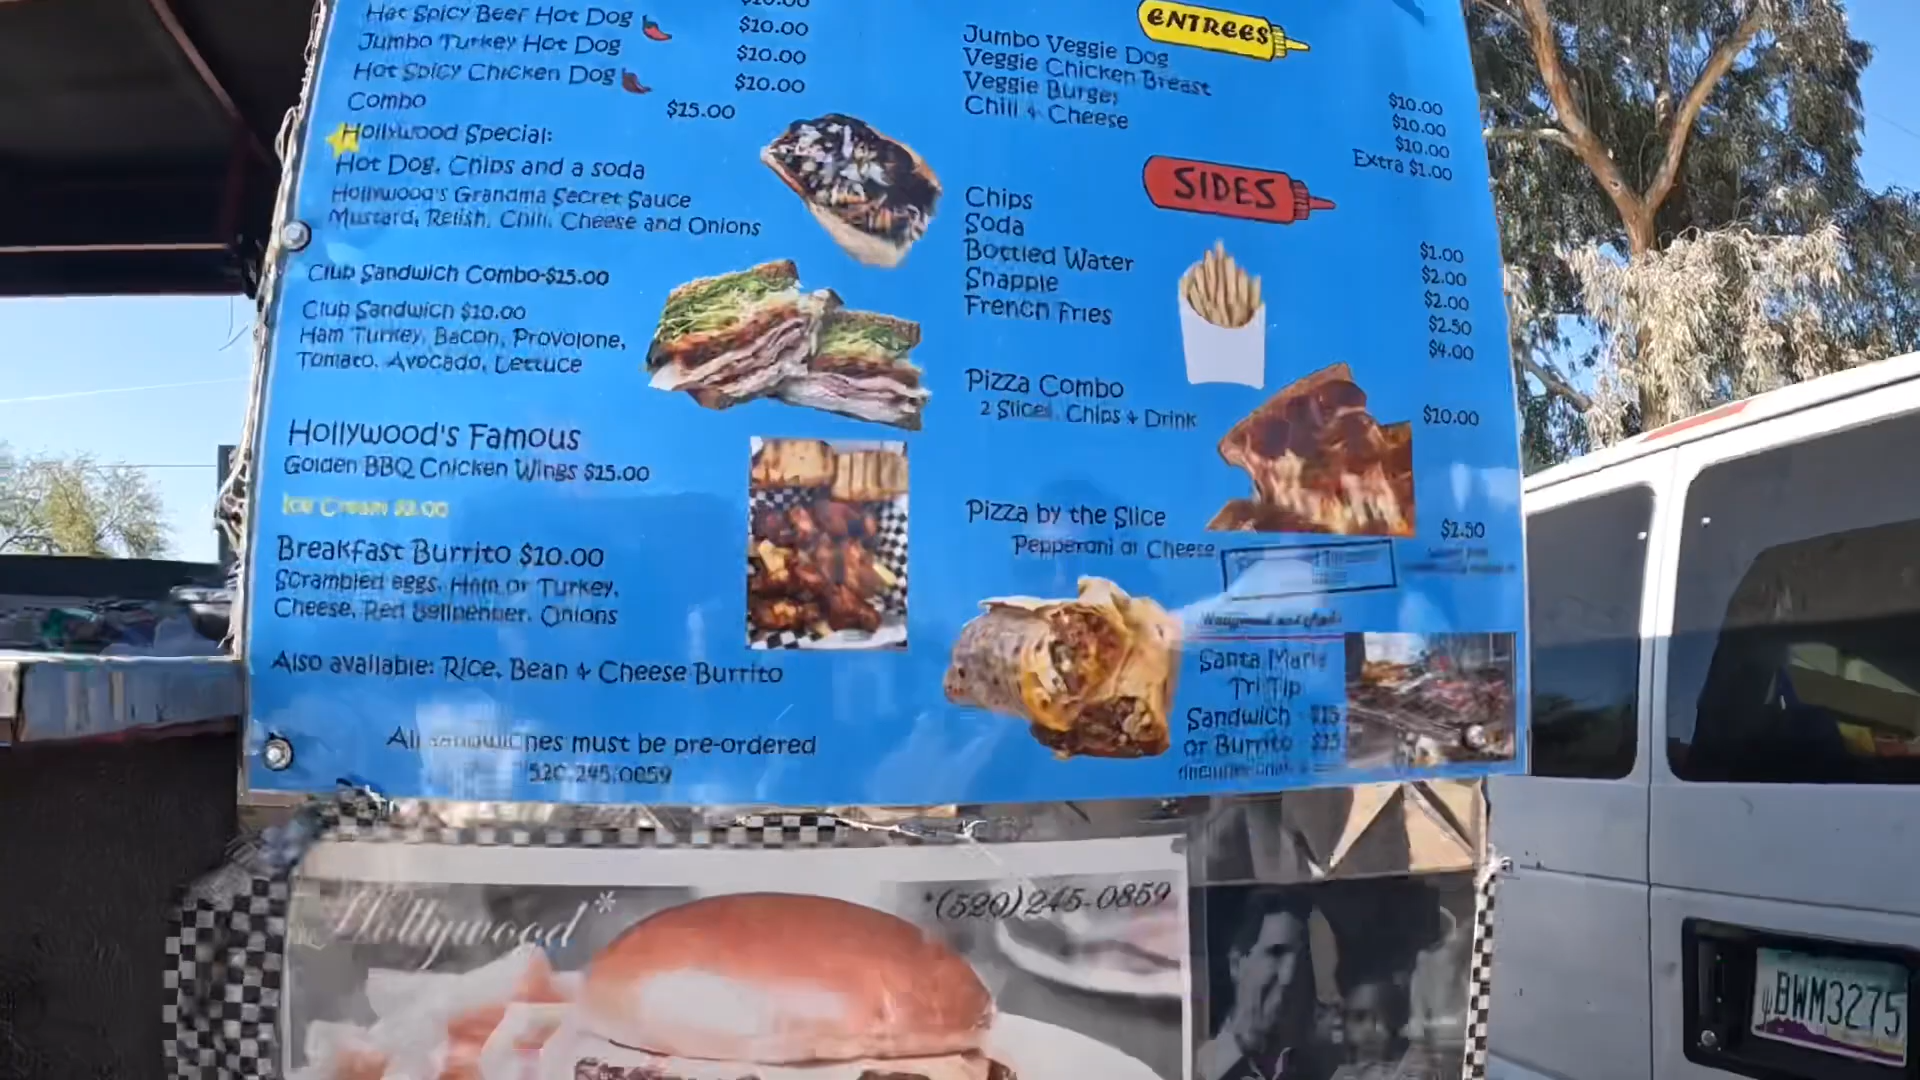 $10.00
Hot Spicy Beef Hot Dog $10.00
Jumbo Turkey Hot Dog $10.00
Hot Spicy Chicken Dog $10.00
Combo $15.00
Hollywood Special:
Hot Dog, Chips and a soda
Hollywood's Grandma Secret Sauce
Mustard, Relish, Chili, Cheese and Onions
Club Sandwich Combo-$15.00
Club Sandwich $10.00
Ham Turkey, Bacon, Provolone,
Tomato, Avocado, Lettuce
Hollywood's Famous
Golden BBQ Chicken Wings $15.00
Ice Cream
Breakfast Burrito $10.00
Scrambled eggs, Ham or Turkey,
Cheese, Red Bellpepper, Onions
Also available: Rice, Bean & Cheese Burrito
All sandwiches must be pre-ordered
520.245.0859
ENTREES
Jumbo Veggie Dog $10.00
Veggie Chicken Breast $10.00
Veggie Burger $10.00
Chili & Cheese Extra $1.00
SIDES
Chips $1.00
Soda $2.00
Bottled Water $2.00
Snapple $2.50
French Fries $4.00
Pizza Combo $10.00
2 Slices, Chips & Drink
Pizza by the Slice $2.50
Pepperoni or Cheese
Santa Maria
Tri Tip
Sandwich $15
or Burrito $15
Hollywood*
*(520)245-0859
BWM3275